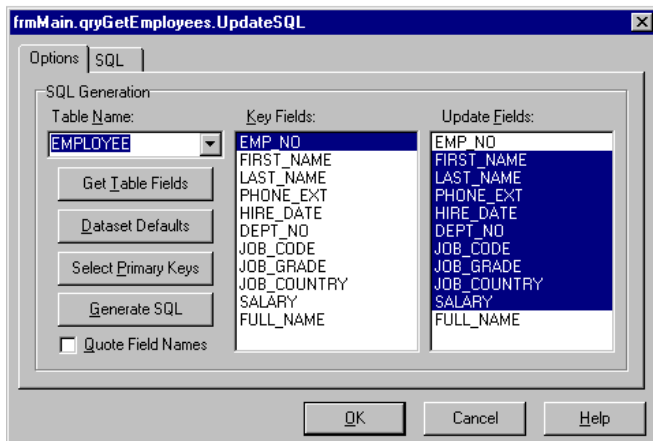 frmMain.qryGetEmployees.UpdateSQL
Options
SQL
SQL Generation
Table Name:
EMPLOYEE
Get Table Fields
Dataset Defaults
Select Primary Keys
Generate SQL
Quote Field Names
Key Fields:
EMP_NO
FIRST_NAME
LAST_NAME
PHONE_EXT
HIRE_DATE
DEPT_NO
JOB_CODE
JOB_GRADE
JOB_COUNTRY
SALARY
FULL_NAME
Update Fields:
EMP_NO
FIRST_NAME
LAST_NAME
PHONE_EXT
HIRE_DATE
DEPT_NO
JOB_CODE
JOB_GRADE
JOB_COUNTRY
SALARY
FULL_NAME
OK
Cancel
Help